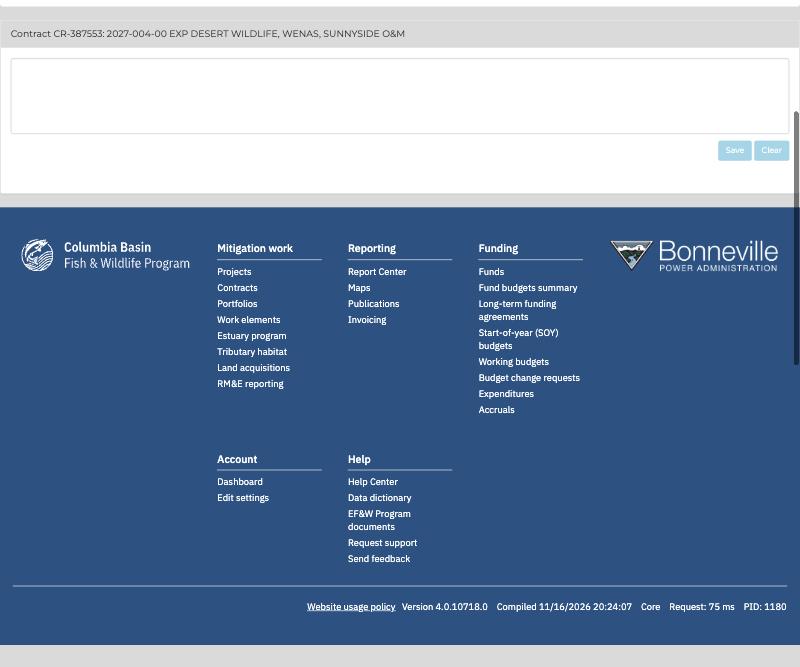 Contract CR-387553: 2027-004-00 EXP DESERT WILDLIFE, WENAS, SUNNYSIDE O&M
Save
Clear
Columbia Basin
Fish & Wildlife Program
Mitigation work
Projects
Contracts
Portfolios
Work elements
Estuary program
Tributary habitat
Land acquisitions
RM&E reporting
Reporting
Report Center
Maps
Publications
Invoicing
Funding
Funds
Fund budgets summary
Long-term funding
agreements
Start-of-year (SOY)
budgets
Working budgets
Budget change requests
Expenditures
Accruals
Bonneville
POWER ADMINISTRATION
Account
Dashboard
Edit settings
Help
Help Center
Data dictionary
EF&W Program
documents
Request support
Send feedback
Website usage policy Version 4.0.10718.0 Compiled 11/16/2026 20:24:07 Core Request: 75 ms PID: 1180